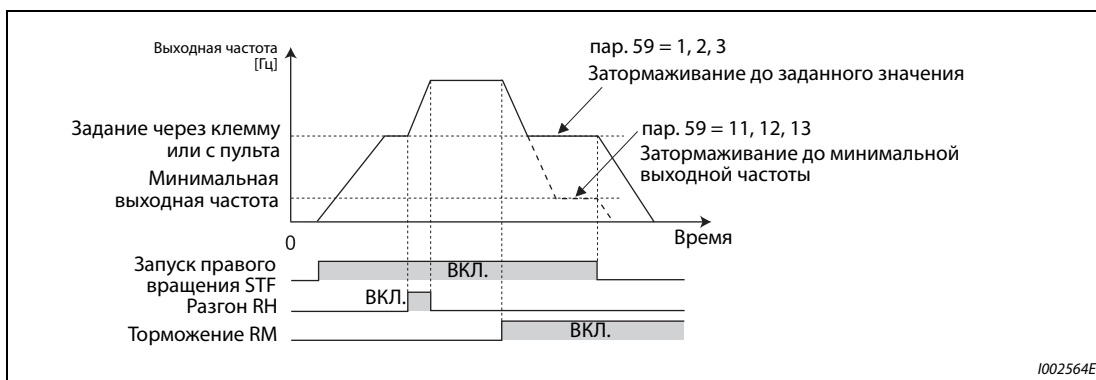 Выходная частота
[Гц]
пар. 59 = 1, 2, 3
Затормаживание до заданного значения
Задание через клемму
или с пульта
пар. 59 = 11, 12, 13
Затормаживание до минимальной
выходной частоты
Минимальная
выходная частота
0
Время
Запуск правого
вращения STF
ВКЛ.
Разгон RH
ВКЛ.
Торможение RM
ВКЛ.
I002564E